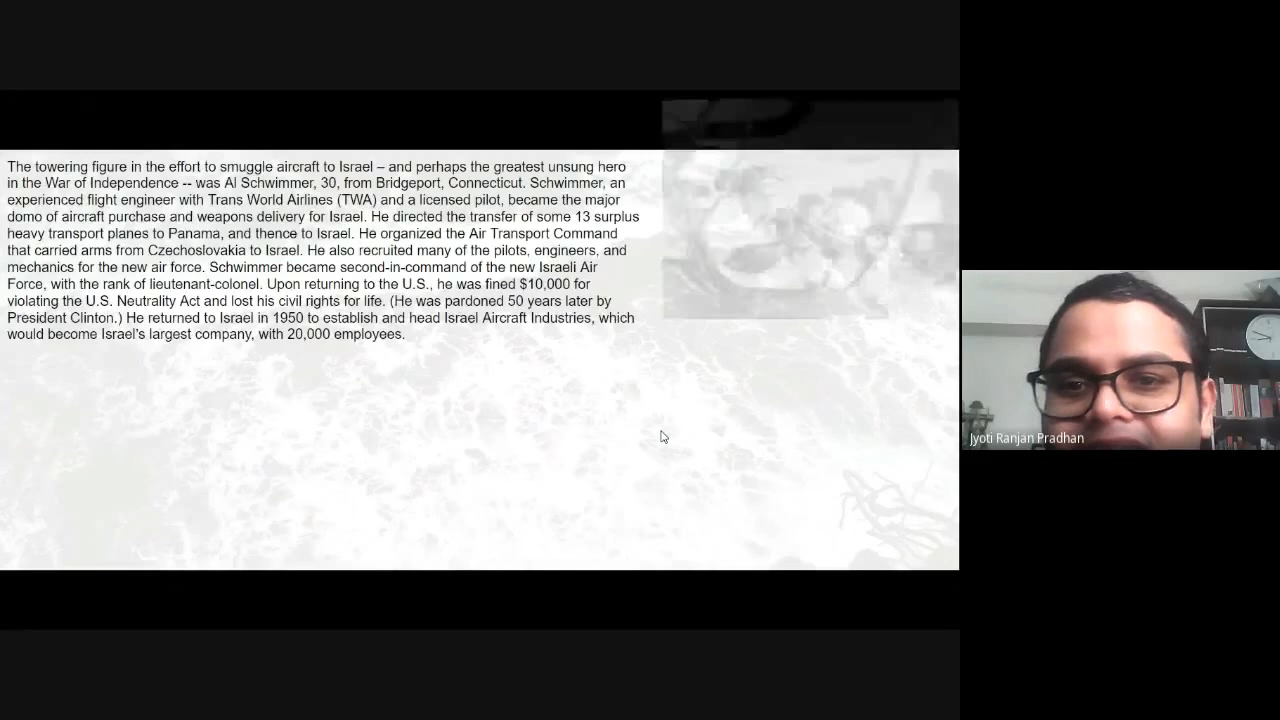 The towering figure in the effort to smuggle aircraft to Israel – and perhaps the greatest unsung hero
in the War of Independence -- was Al Schwimmer, 30, from Bridgeport, Connecticut. Schwimmer, an
experienced flight engineer with Trans World Airlines (TWA) and a licensed pilot, became the major
domo of aircraft purchase and weapons delivery for Israel. He directed the transfer of some 13 surplus
heavy transport planes to Panama, and thence to Israel. He organized the Air Transport Command
that carried arms from Czechoslovakia to Israel. He also recruited many of the pilots, engineers, and
mechanics for the new air force. Schwimmer became second-in-command of the new Israeli Air
Force, with the rank of lieutenant-colonel. Upon returning to the U.S., he was fined $10,000 for
violating the U.S. Neutrality Act and lost his civil rights for life. (He was pardoned 50 years later by
President Clinton.) He returned to Israel in 1950 to establish and head Israel Aircraft Industries, which
would become Israel's largest company, with 20,000 employees.
Jyoti Ranjan Pradhan